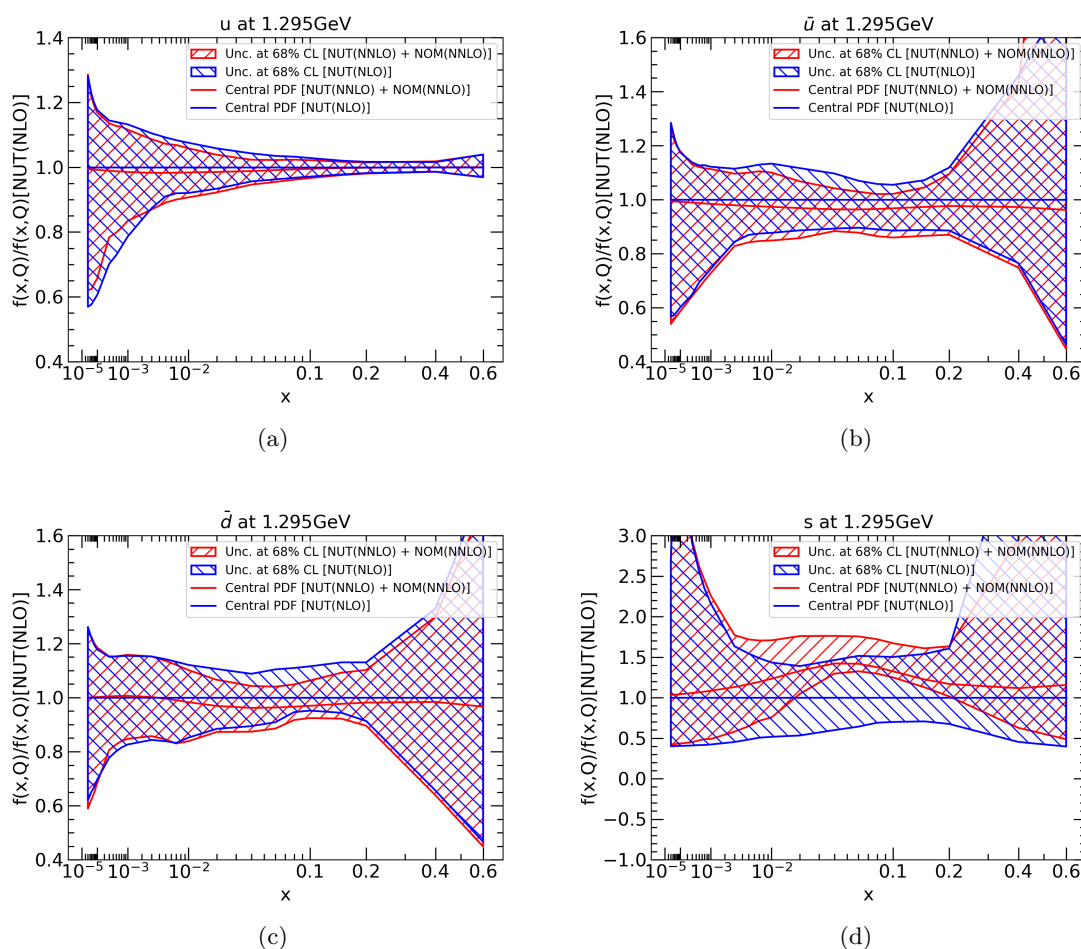 u at 1.295GeV
Unc. at 68% CL [NUT(NNLO) + NOM(NNLO)]
Unc. at 68% CL [NUT(NLO)]
Central PDF [NUT(NNLO) + NOM(NNLO)]
Central PDF [NUT(NLO)]
f(x,Q)/f(x,Q)[NUT(NLO)]
1.4
1.2
1.0
0.8
0.6
0.4
10⁻⁵ 10⁻³ 10⁻² 0.1 0.2 0.4 0.6
x
(a)
ū at 1.295GeV
Unc. at 68% CL [NUT(NNLO) + NOM(NNLO)]
Unc. at 68% CL [NUT(NLO)]
Central PDF [NUT(NNLO) + NOM(NNLO)]
Central PDF [NUT(NLO)]
f(x,Q)/f(x,Q)[NUT(NLO)]
1.6
1.4
1.2
1.0
0.8
0.6
0.4
10⁻⁵ 10⁻³ 10⁻² 0.1 0.2 0.4 0.6
x
(b)
d̄ at 1.295GeV
Unc. at 68% CL [NUT(NNLO) + NOM(NNLO)]
Unc. at 68% CL [NUT(NLO)]
Central PDF [NUT(NNLO) + NOM(NNLO)]
Central PDF [NUT(NLO)]
f(x,Q)/f(x,Q)[NUT(NLO)]
1.6
1.4
1.2
1.0
0.8
0.6
0.4
10⁻⁵ 10⁻³ 10⁻² 0.1 0.2 0.4 0.6
x
(c)
s at 1.295GeV
Unc. at 68% CL [NUT(NNLO) + NOM(NNLO)]
Unc. at 68% CL [NUT(NLO)]
Central PDF [NUT(NNLO) + NOM(NNLO)]
Central PDF [NUT(NLO)]
f(x,Q)/f(x,Q)[NUT(NLO)]
3.0
2.5
2.0
1.5
1.0
0.5
0.0
−0.5
−1.0
10⁻⁵ 10⁻³ 10⁻² 0.1 0.2 0.4 0.6
x
(d)